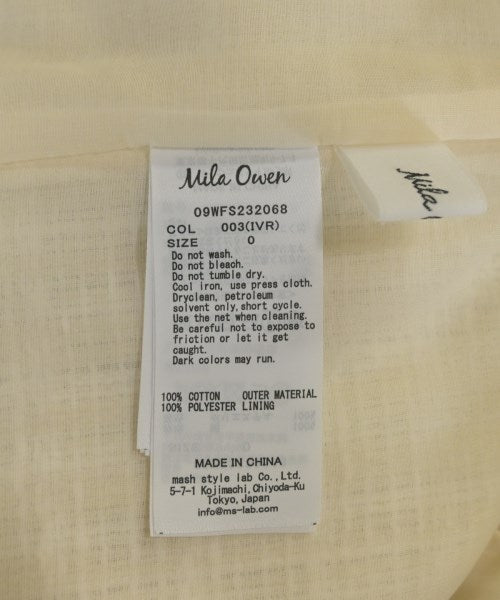 Mila Owen
Mila
09WFS232068
COL 003(IVR)
SIZE 0
Do not wash.
Do not bleach.
Do not tumble dry.
Cool iron, use press cloth.
Dryclean, petroleum
solvent only, short cycle.
Use the net when cleaning.
Be careful not to expose to
friction or let it get
caught.
Dark colors may run.
100% COTTON OUTER MATERIAL
100% POLYESTER LINING
MADE IN CHINA
mash style lab Co., Ltd.
5-7-1 Kojimachi, Chiyoda-Ku
Tokyo, Japan
info@ms-lab.com